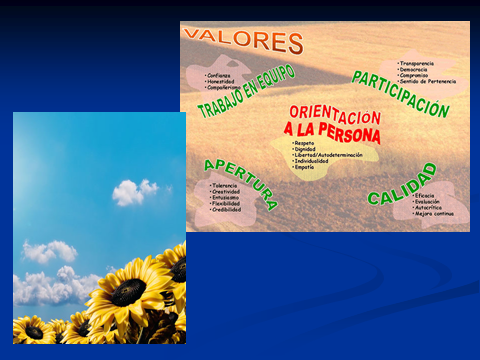 VALORES
• Confianza
• Honestidad
• Compañerismo
TRABAJO EN EQUIPO
• Transparencia
• Democracia
• Compromiso
• Sentido de Pertenencia
PARTICIPACIÓN
ORIENTACIÓN
A LA PERSONA
• Respeto
• Dignidad
• Libertad/Autodeterminación
• Individualidad
• Empatía
APERTURA
• Tolerancia
• Creatividad
• Entusiasmo
• Flexibilidad
• Credibilidad
CALIDAD
• Eficacia
• Evaluación
• Autocrítica
• Mejora continua